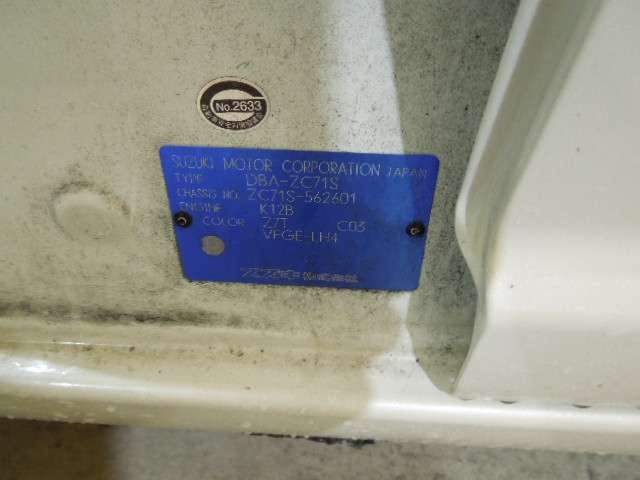 No.2633
SUZUKI MOTOR CORPORATION JAPAN
TYPE DBA-ZC71S
CHASSIS NO. ZC71S-562601
ENGINE K12B
COLOR Z7T C03
VFGE-LH4